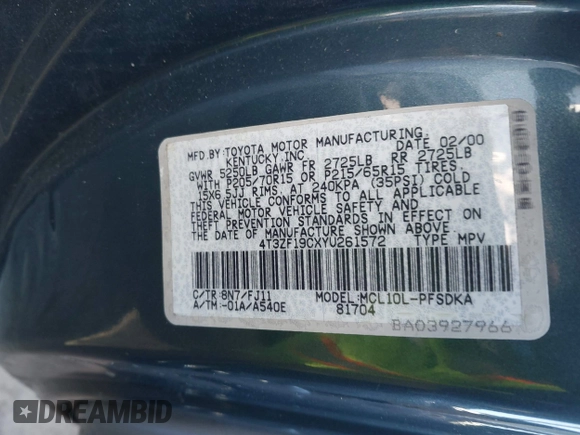 MFD.BY TOYOTA MOTOR MANUFACTURING, KENTUCKY,INC. DATE 02/00
GVWR 5250LB GAWR FR 2725LB RR 2725LB
WITH P205/70R15 OR P215/65R15 TIRES,
15X6.5JJ RIMS, AT 240KPA (35PSI) COLD
THIS VEHICLE CONFORMS TO ALL APPLICABLE
FEDERAL MOTOR VEHICLE SAFETY AND
THEFT PREVENTION STANDARDS IN EFFECT ON
THE DATE OF MANUFACTURE SHOWN ABOVE.
4T3ZF19CXYU261572 TYPE MPV
C/TR:8N7/FJ11 MODEL:MCL10L-PFSDKA
A/TM:-01A/A540E 81704
BA03927966
DREAMBID